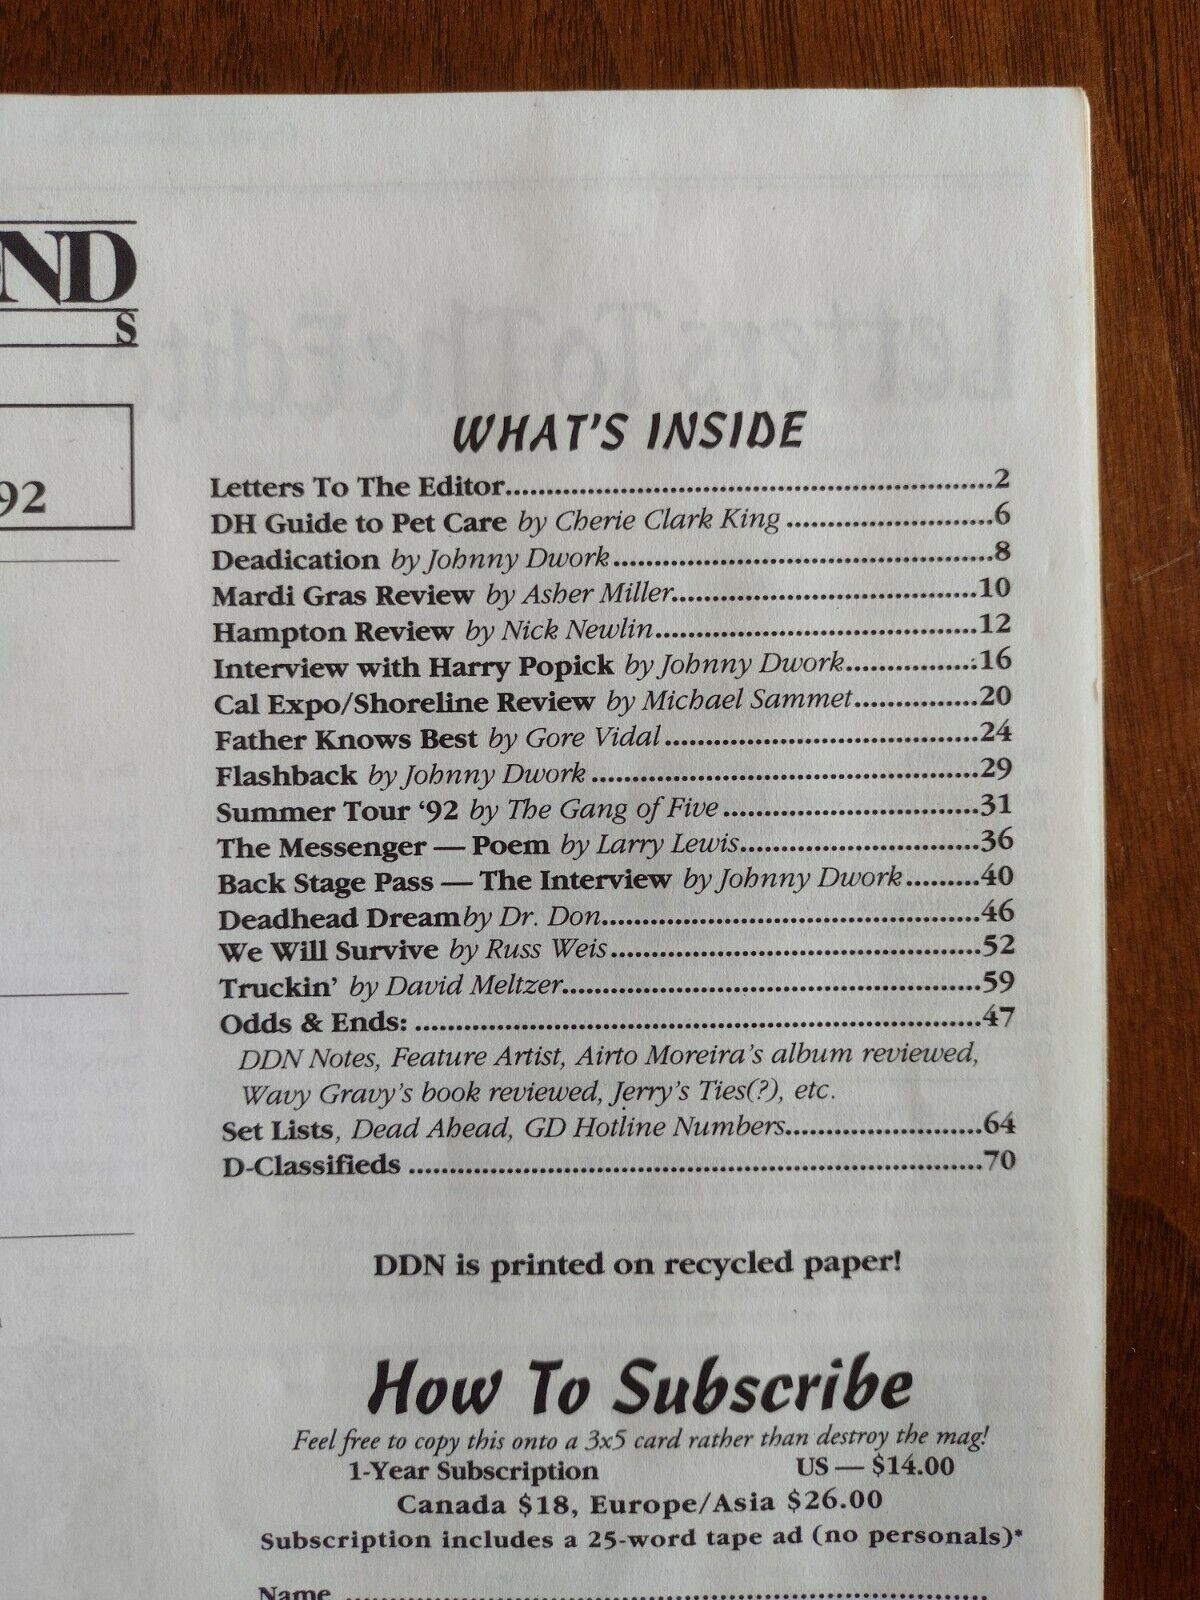 ND
S
92
WHAT'S INSIDE
Letters To The Editor.......................................................2
DH Guide to Pet Care by Cherie Clark King.........................6
Deadication by Johnny Dwork..............................................8
Mardi Gras Review by Asher Miller.....................................10
Hampton Review by Nick Newlin.......................................12
Interview with Harry Popick by Johnny Dwork................16
Cal Expo/Shoreline Review by Michael Sammet...............20
Father Knows Best by Gore Vidal......................................24
Flashback by Johnny Dwork...............................................29
Summer Tour ‘92 by The Gang of Five...............................31
The Messenger — Poem by Larry Lewis.............................36
Back Stage Pass — The Interview by Johnny Dwork.........40
Deadhead Dreamby Dr. Don..............................................46
We Will Survive by Russ Weis.............................................52
Truckin’ by David Meltzer..................................................59
Odds & Ends: .....................................................................47
DDN Notes, Feature Artist, Airto Moreira's album reviewed,
Wavy Gravy's book reviewed, Jerry's Ties(?), etc.
Set Lists, Dead Ahead, GD Hotline Numbers........................64
D-Classifieds ......................................................................70
DDN is printed on recycled paper!
How To Subscribe
Feel free to copy this onto a 3x5 card rather than destroy the mag!
1-Year Subscription US — $14.00
Canada $18, Europe/Asia $26.00
Subscription includes a 25-word tape ad (no personals)*
Name ..............................................................................